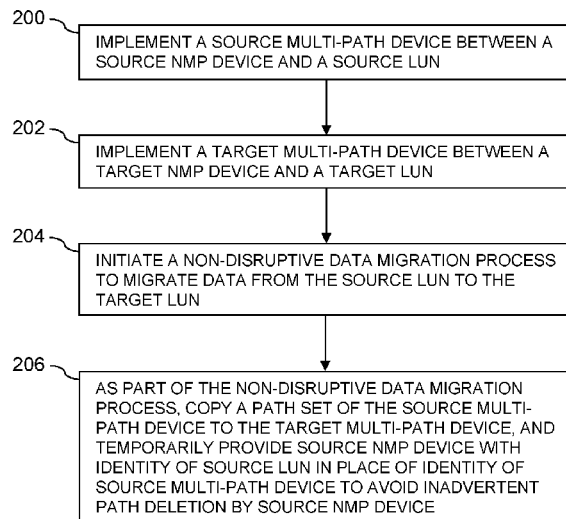 200
IMPLEMENT A SOURCE MULTI-PATH DEVICE BETWEEN A
SOURCE NMP DEVICE AND A SOURCE LUN
202
IMPLEMENT A TARGET MULTI-PATH DEVICE BETWEEN A
TARGET NMP DEVICE AND A TARGET LUN
204
INITIATE A NON-DISRUPTIVE DATA MIGRATION PROCESS
TO MIGRATE DATA FROM THE SOURCE LUN TO THE
TARGET LUN
206
AS PART OF THE NON-DISRUPTIVE DATA MIGRATION
PROCESS, COPY A PATH SET OF THE SOURCE MULTI-
PATH DEVICE TO THE TARGET MULTI-PATH DEVICE, AND
TEMPORARILY PROVIDE SOURCE NMP DEVICE WITH
IDENTITY OF SOURCE LUN IN PLACE OF IDENTITY OF
SOURCE MULTI-PATH DEVICE TO AVOID INADVERTENT
PATH DELETION BY SOURCE NMP DEVICE